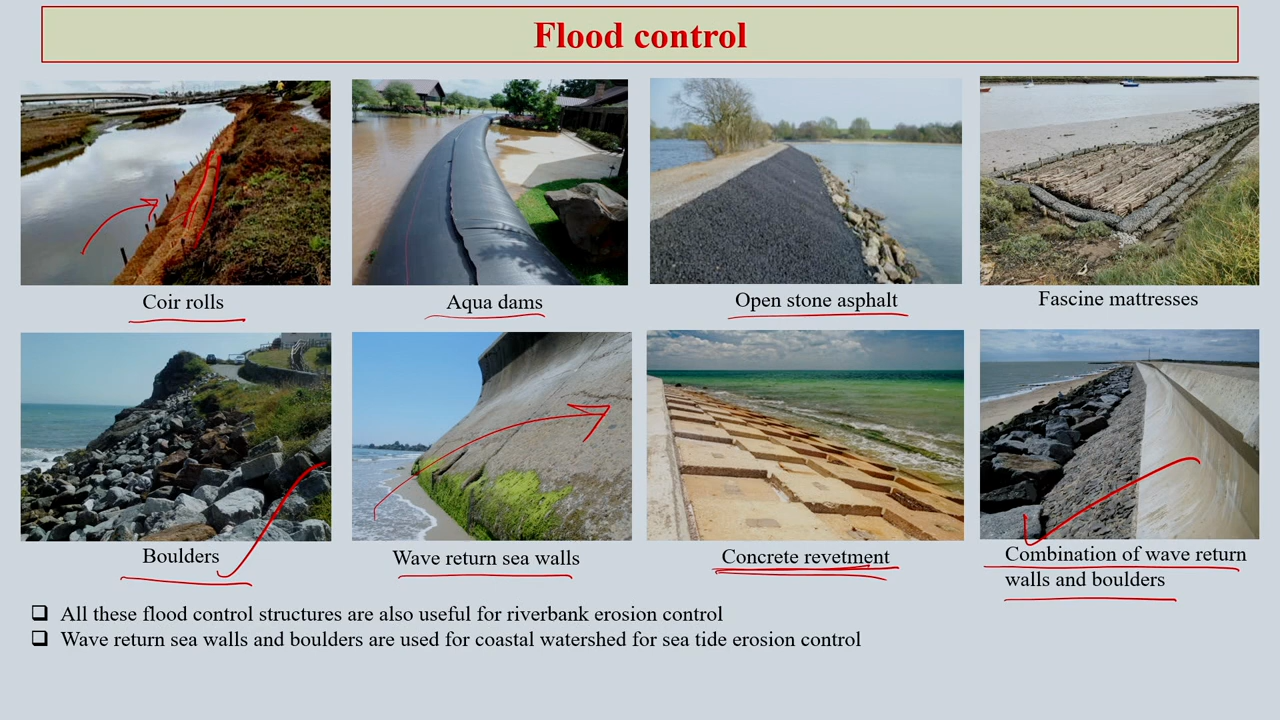 Flood control
Coir rolls
Aqua dams
Open stone asphalt
Fascine mattresses
Boulders
Wave return sea walls
Concrete revetment
Combination of wave return
walls and boulders
All these flood control structures are also useful for riverbank erosion control
Wave return sea walls and boulders are used for coastal watershed for sea tide erosion control